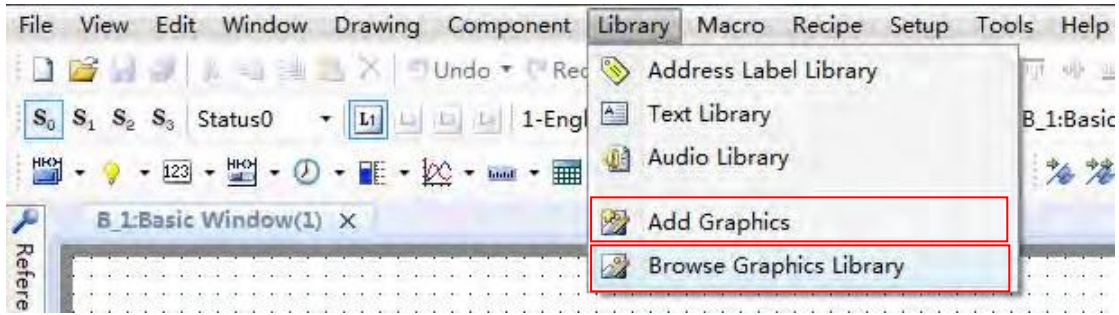 File View Edit Window Drawing Component Library Macro Recipe Setup Tools Help
Undo Rec
Address Label Library
S0 S1 S2 S3 Status0 L1 1-Engl
Text Library
B_1:Basic
Audio Library
123
B_1:Basic Window(1) X
Add Graphics
Browse Graphics Library
Refere